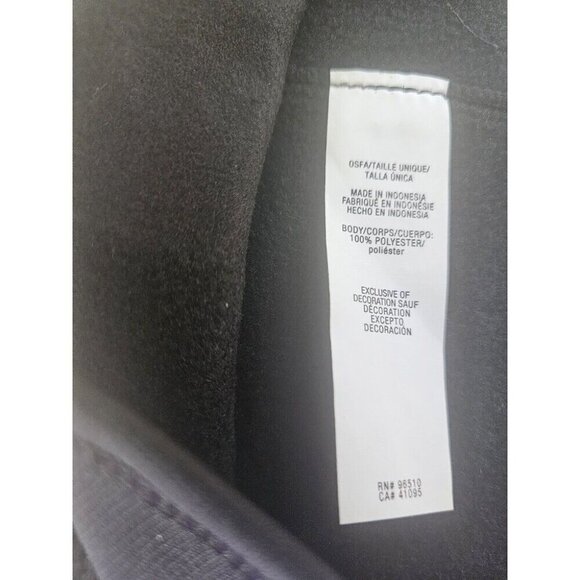 OSFA/TAILLE UNIQUE/
TALLA ÚNICA
MADE IN INDONESIA
FABRIQUÉ EN INDONÉSIE
HECHO EN INDONESIA
BODY/CORPS/CUERPO:
100% POLYESTER/
poliéster
EXCLUSIVE OF
DECORATION SAUF
DÉCORATION
EXCEPTO
DECORACIÓN
RN# 96510
CA# 41095